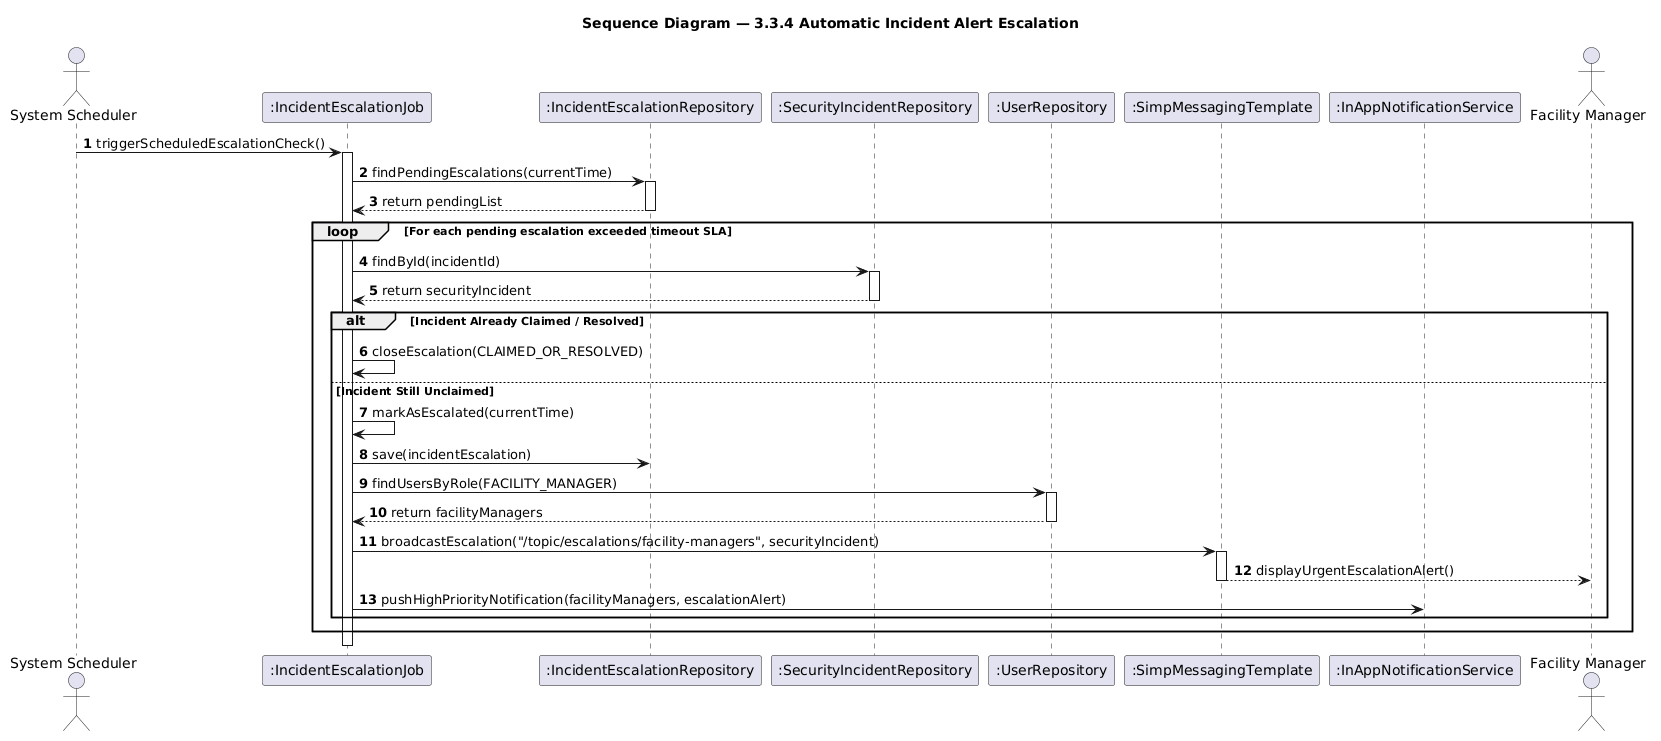 Sequence Diagram — 3.3.4 Automatic Incident Alert Escalation
System Scheduler
:IncidentEscalationJob
:IncidentEscalationRepository
:SecurityIncidentRepository
:UserRepository
:SimpMessagingTemplate
:InAppNotificationService
Facility Manager
1 triggerScheduledEscalationCheck()
2 findPendingEscalations(currentTime)
3 return pendingList
loop [For each pending escalation exceeded timeout SLA]
4 findById(incidentId)
5 return securityIncident
alt [Incident Already Claimed / Resolved]
6 closeEscalation(CLAIMED_OR_RESOLVED)
[Incident Still Unclaimed]
7 markAsEscalated(currentTime)
8 save(incidentEscalation)
9 findUsersByRole(FACILITY_MANAGER)
10 return facilityManagers
11 broadcastEscalation("/topic/escalations/facility-managers", securityIncident)
12 displayUrgentEscalationAlert()
13 pushHighPriorityNotification(facilityManagers, escalationAlert)
System Scheduler
:IncidentEscalationJob
:IncidentEscalationRepository
:SecurityIncidentRepository
:UserRepository
:SimpMessagingTemplate
:InAppNotificationService
Facility Manager